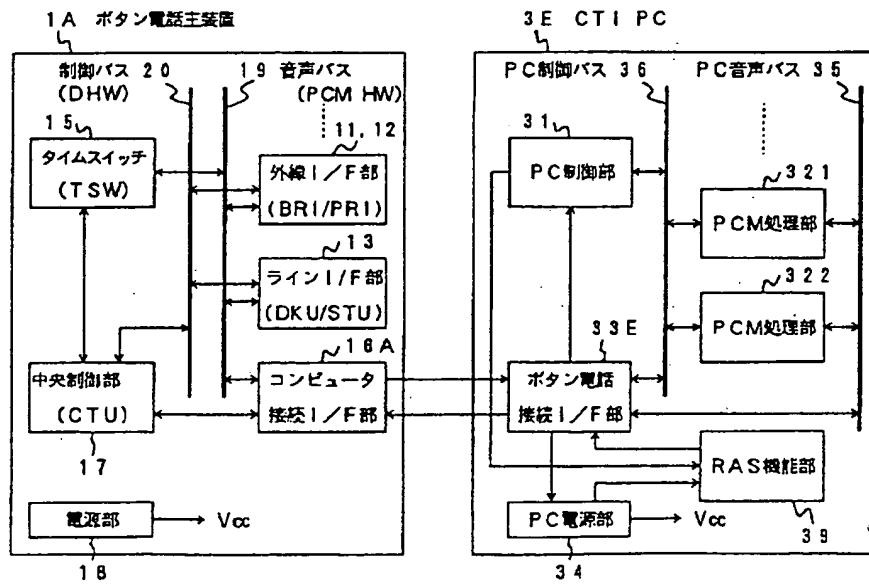 1A ボタン電話主装置
制御バス 20
(DHW)
19 音声バス
(PCM HW)
15
タイムスイッチ
(TSW)
11,12
外線I/F部
(BRI/PRI)
13
ラインI/F部
(DKU/STU)
16A
コンピュータ
接続I/F部
中央制御部
(CTU)
17
電源部
Vcc
18
3E CTI PC
PC制御バス 36
PC音声バス 35
31
PC制御部
321
PCM処理部
322
PCM処理部
33E
ボタン電話
接続I/F部
RAS機能部
39
PC電源部
Vcc
34